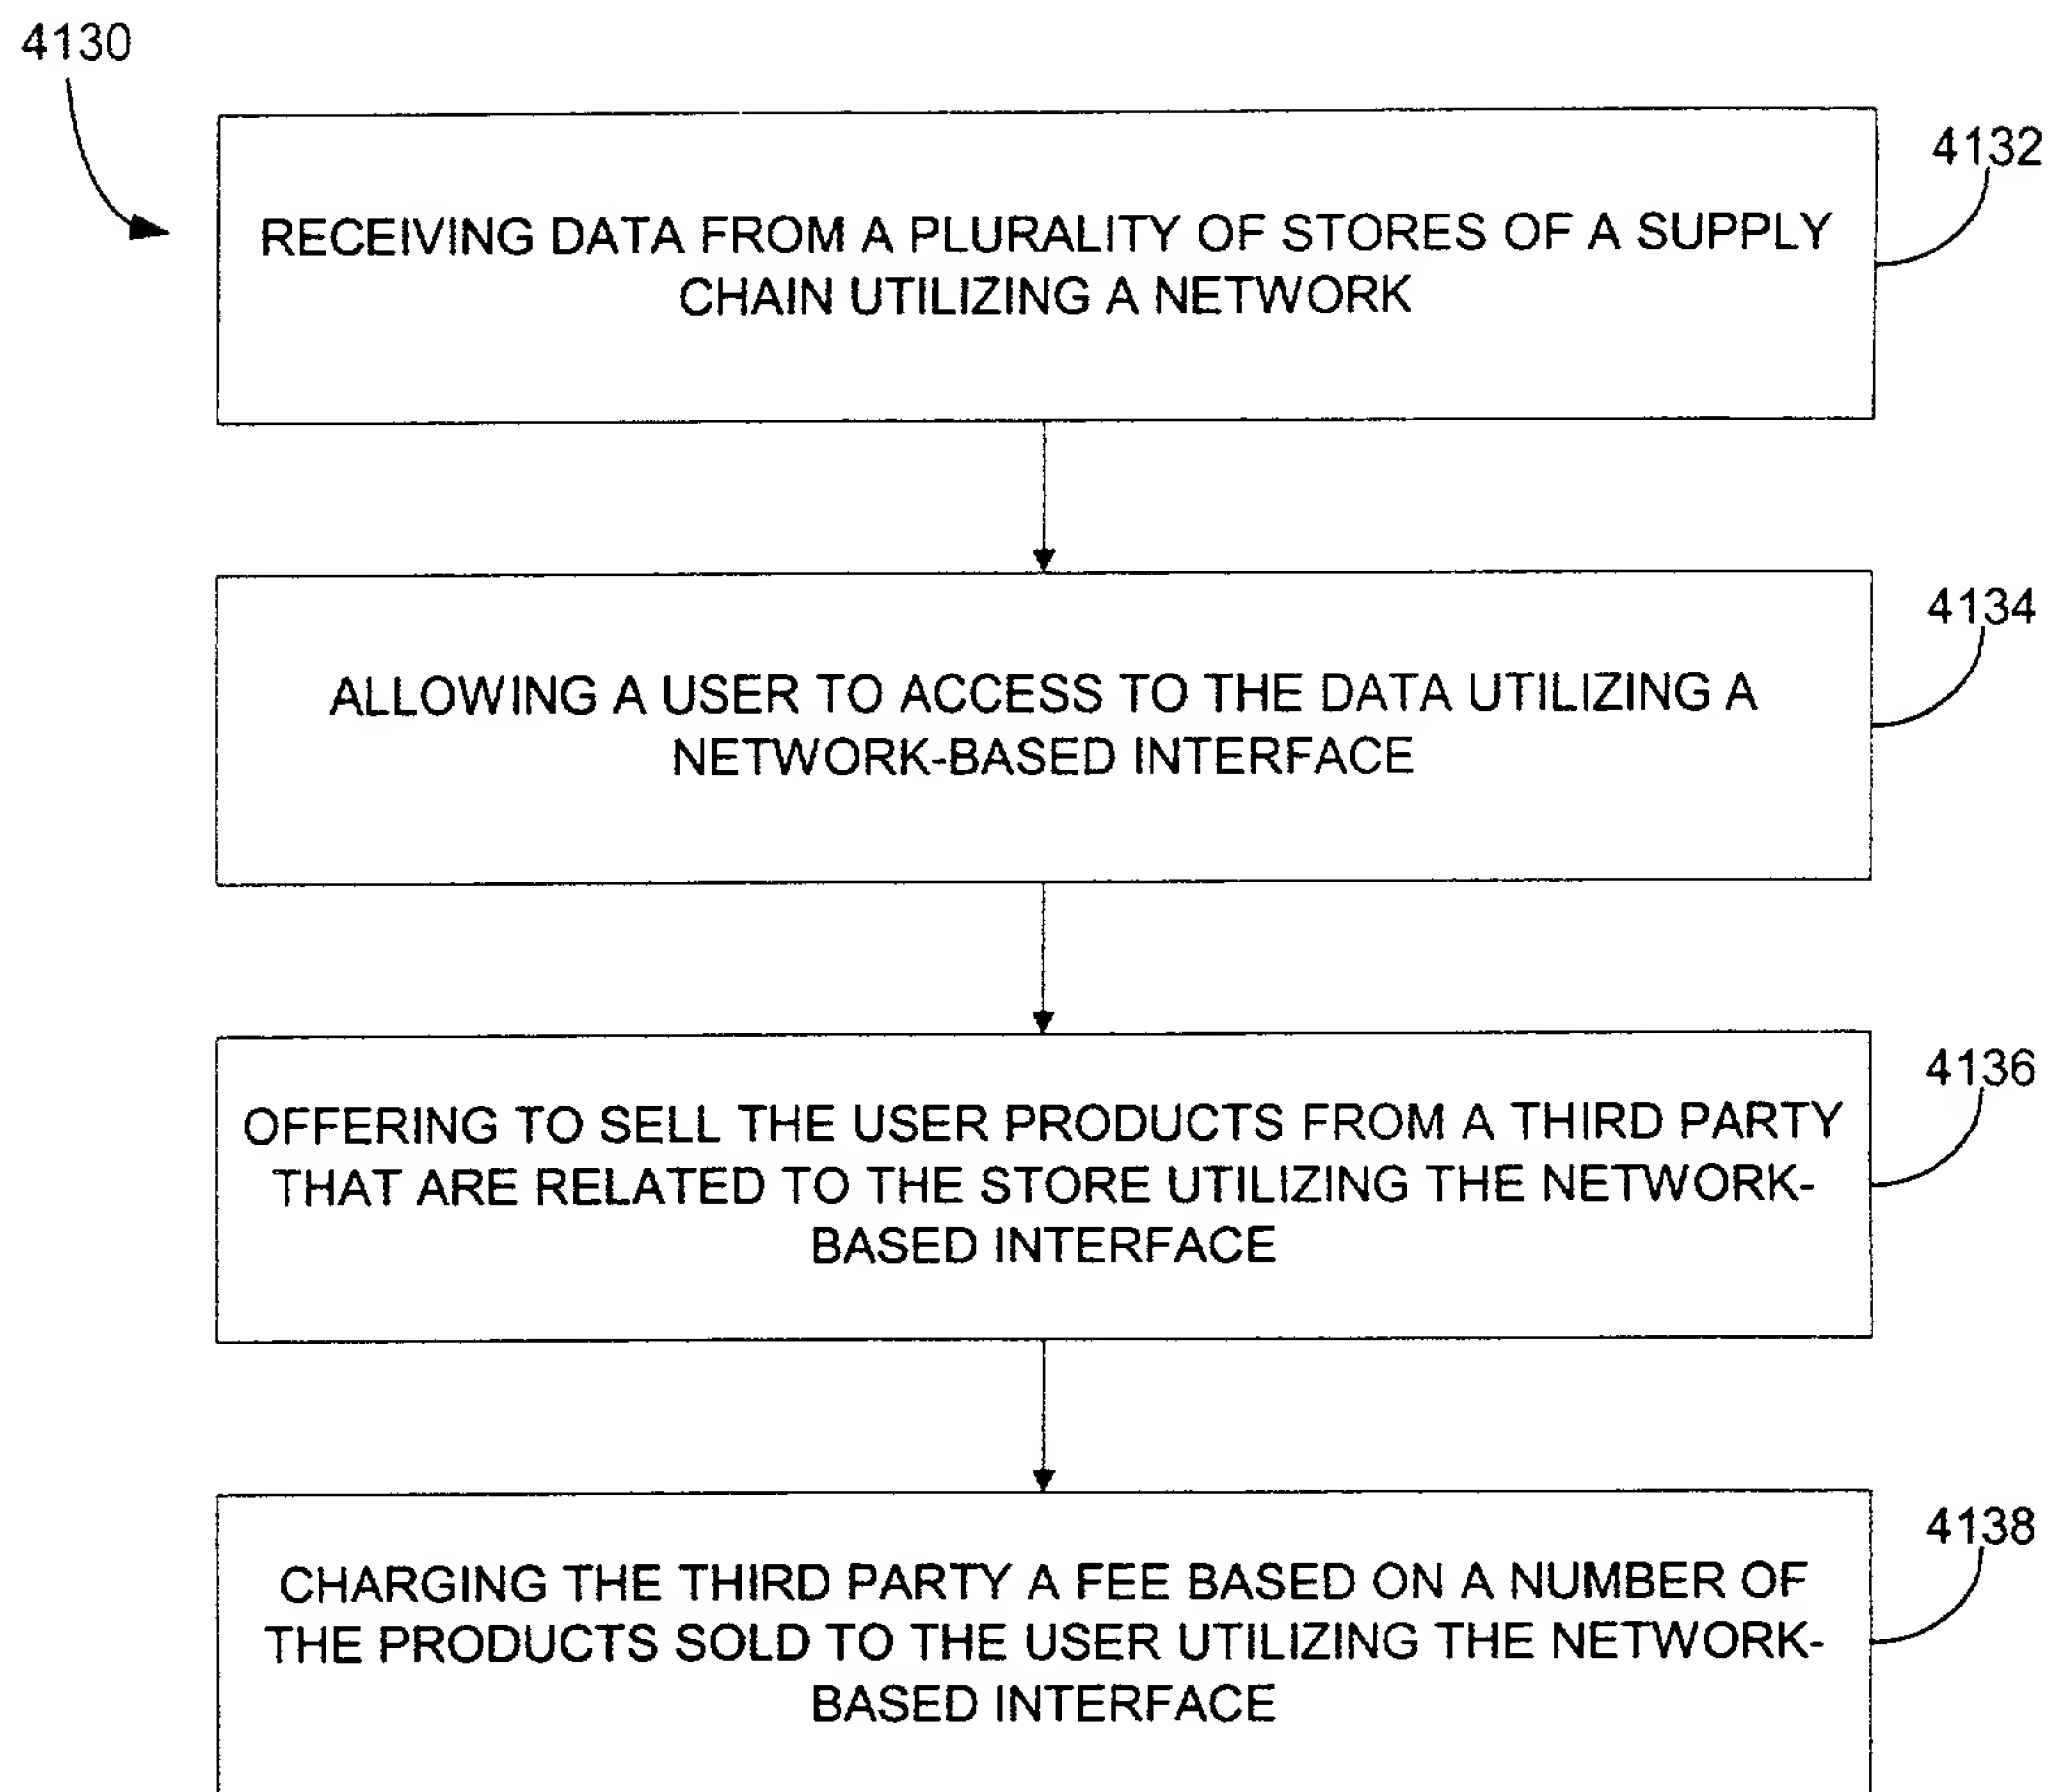 4130
4132
RECEIVING DATA FROM A PLURALITY OF STORES OF A SUPPLY
CHAIN UTILIZING A NETWORK
4134
ALLOWING A USER TO ACCESS TO THE DATA UTILIZING A
NETWORK-BASED INTERFACE
4136
OFFERING TO SELL THE USER PRODUCTS FROM A THIRD PARTY
THAT ARE RELATED TO THE STORE UTILIZING THE NETWORK-
BASED INTERFACE
4138
CHARGING THE THIRD PARTY A FEE BASED ON A NUMBER OF
THE PRODUCTS SOLD TO THE USER UTILIZING THE NETWORK-
BASED INTERFACE